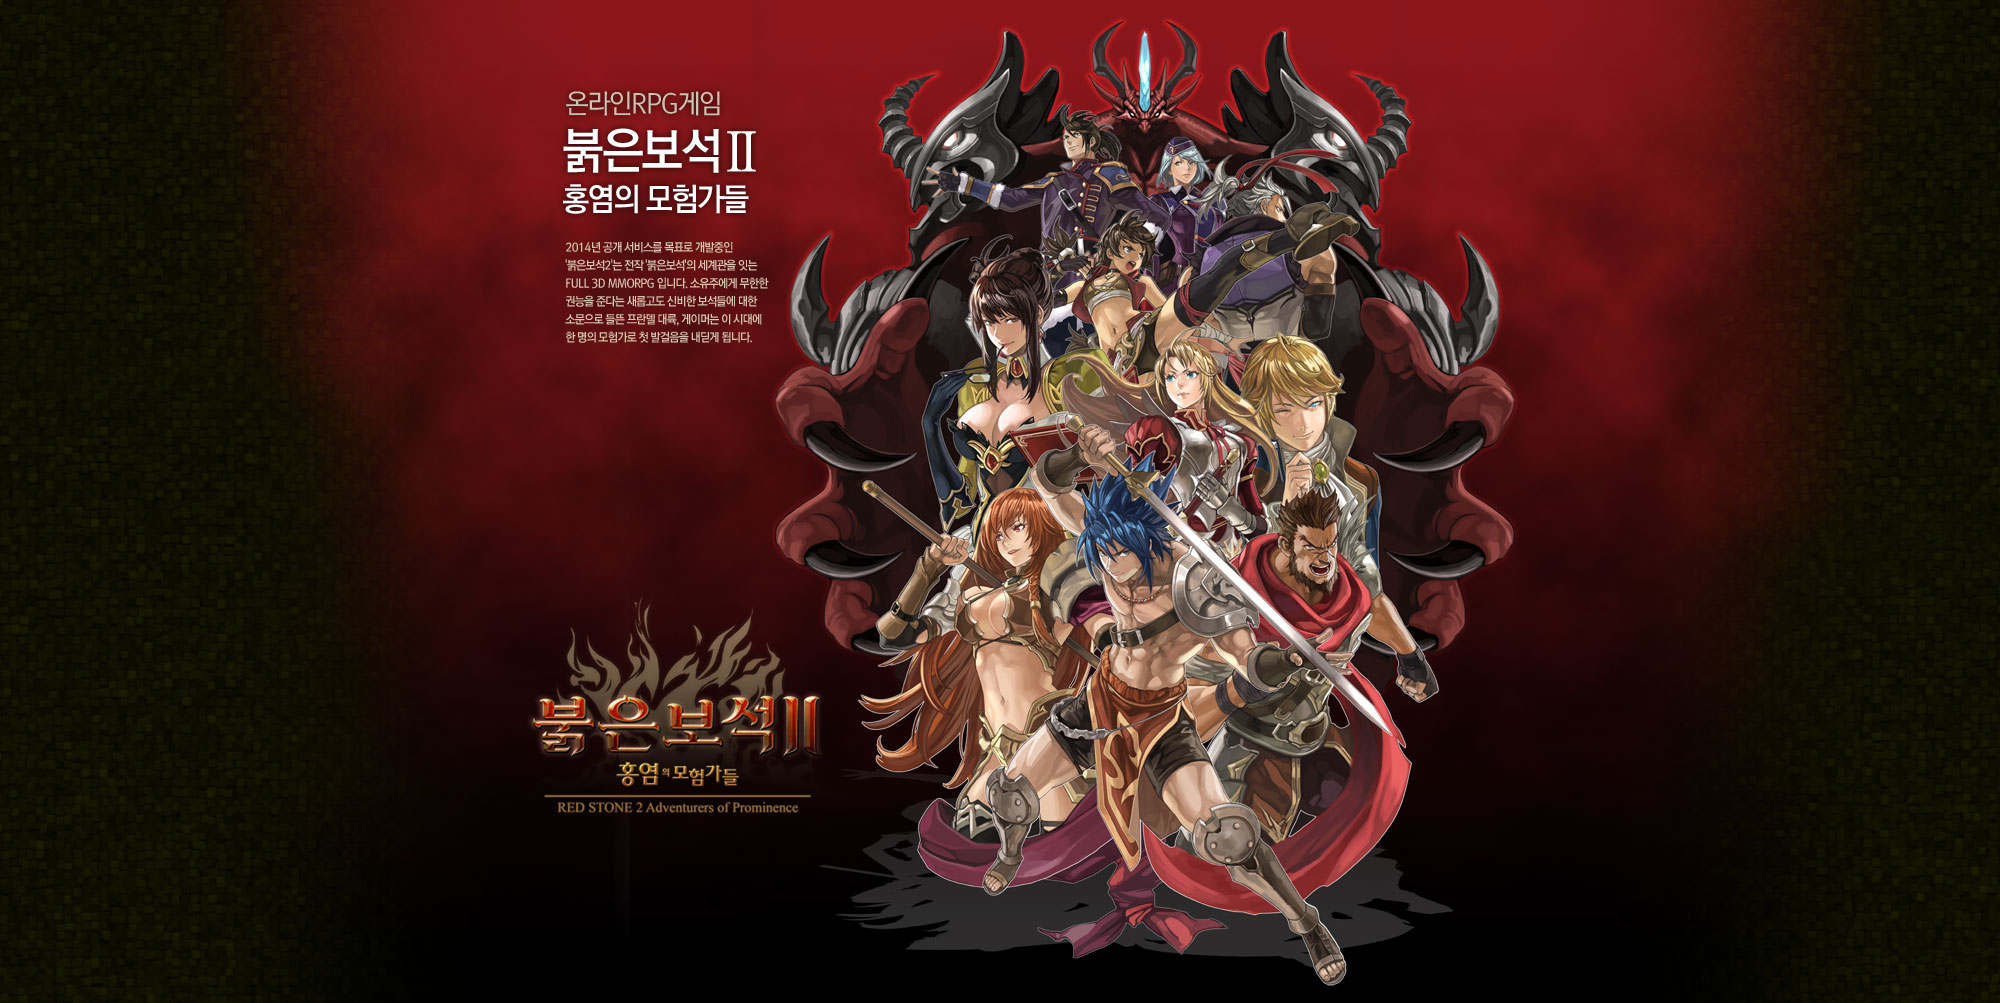 온라인RPG게임
붉은보석Ⅱ
홍염의 모험가들
2014년 공개 서비스를 목표로 개발중인
'붉은보석2'는 전작 '붉은보석'의 세계관을 잇는
FULL 3D MMORPG 입니다. 소유주에게 무한한
권능을 준다는 새롭고도 신비한 보석들에 대한
소문으로 들뜬 프란델 대륙, 게이머는 이 시대에
한 명의 모험가로 첫 발걸음을 내딛게 됩니다.
붉은보석Ⅱ
홍염의모험가들
RED STONE 2 Adventurers of Prominence